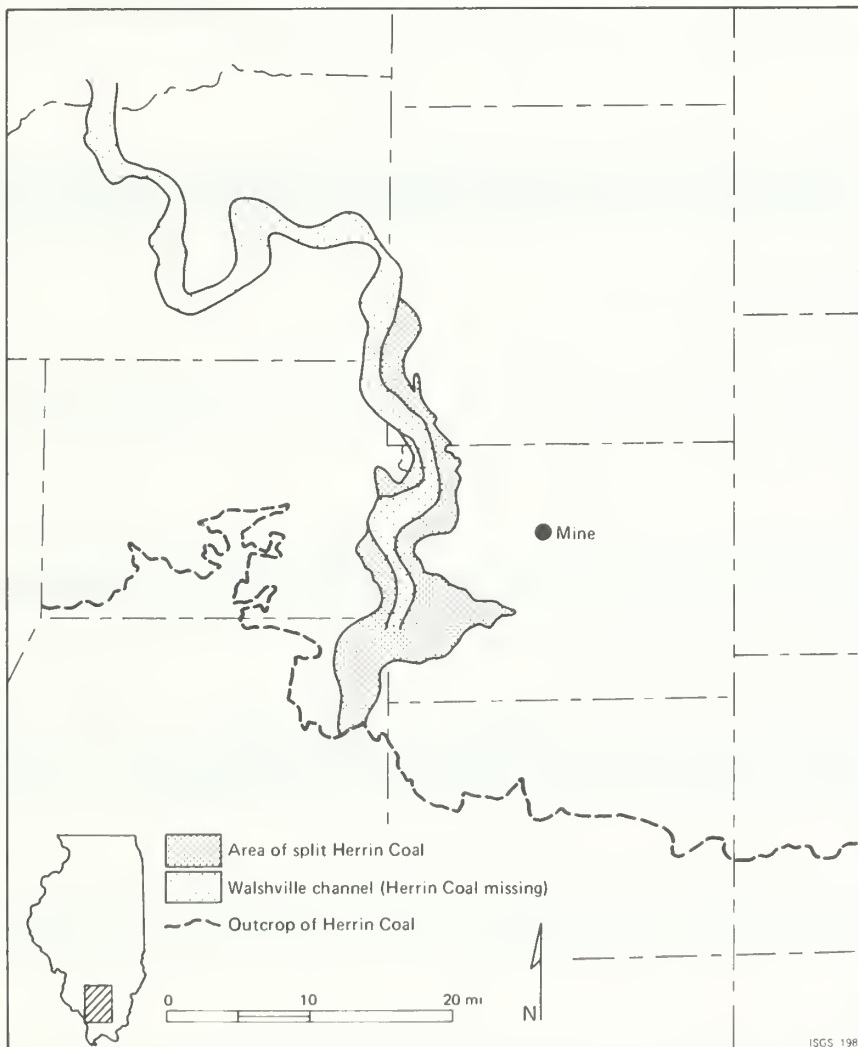 Mine
Area of split Herrin Coal
Walshville channel (Herrin Coal missing)
Outcrop of Herrin Coal
0 10 20 mi
N
ISGS 198